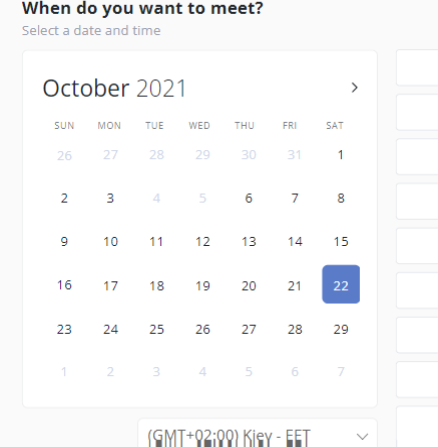 When do you want to meet?
Select a date and time
October 2021
SUN MON TUE WED THU FRI SAT
26 27 28 29 30 31 1
2 3 4 5 6 7 8
9 10 11 12 13 14 15
16 17 18 19 20 21 22
23 24 25 26 27 28 29
1 2 3 4 5 6 7
(GMT+02:00) Kiev - EET